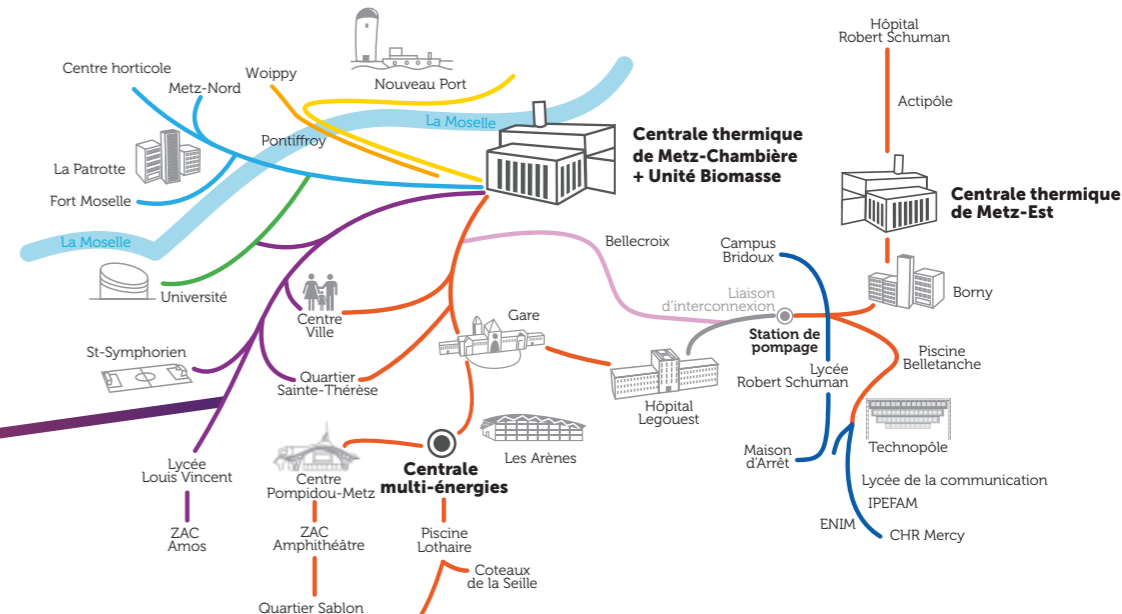 Hôpital
Robert Schuman
Centre horticole
Woippy
Metz-Nord
Nouveau Port
Actipôle
La Moselle
Pontiffroy
Centrale thermique
de Metz-Chambière
+ Unité Biomasse
La Patrotte
Fort Moselle
Centrale thermique
de Metz-Est
La Moselle
Bellecroix
Campus
Bridoux
Université
Liaison
d'interconnexion
Borny
Centre
Ville
Gare
Station de
pompage
St-Symphorien
Piscine
Belletanche
Quartier
Sainte-Thérèse
Lycée
Robert Schuman
Hôpital
Legouest
Technopôle
Les Arènes
Maison
d'Arrêt
Lycée
Louis Vincent
Centre
Pompidou-Metz
Centrale
multi-énergies
Lycée de la communication
IPEFAM
ENIM
CHR Mercy
ZAC
Amos
ZAC
Amphithéâtre
Piscine
Lothaire
Coteaux
de la Seille
Quartier Sablon